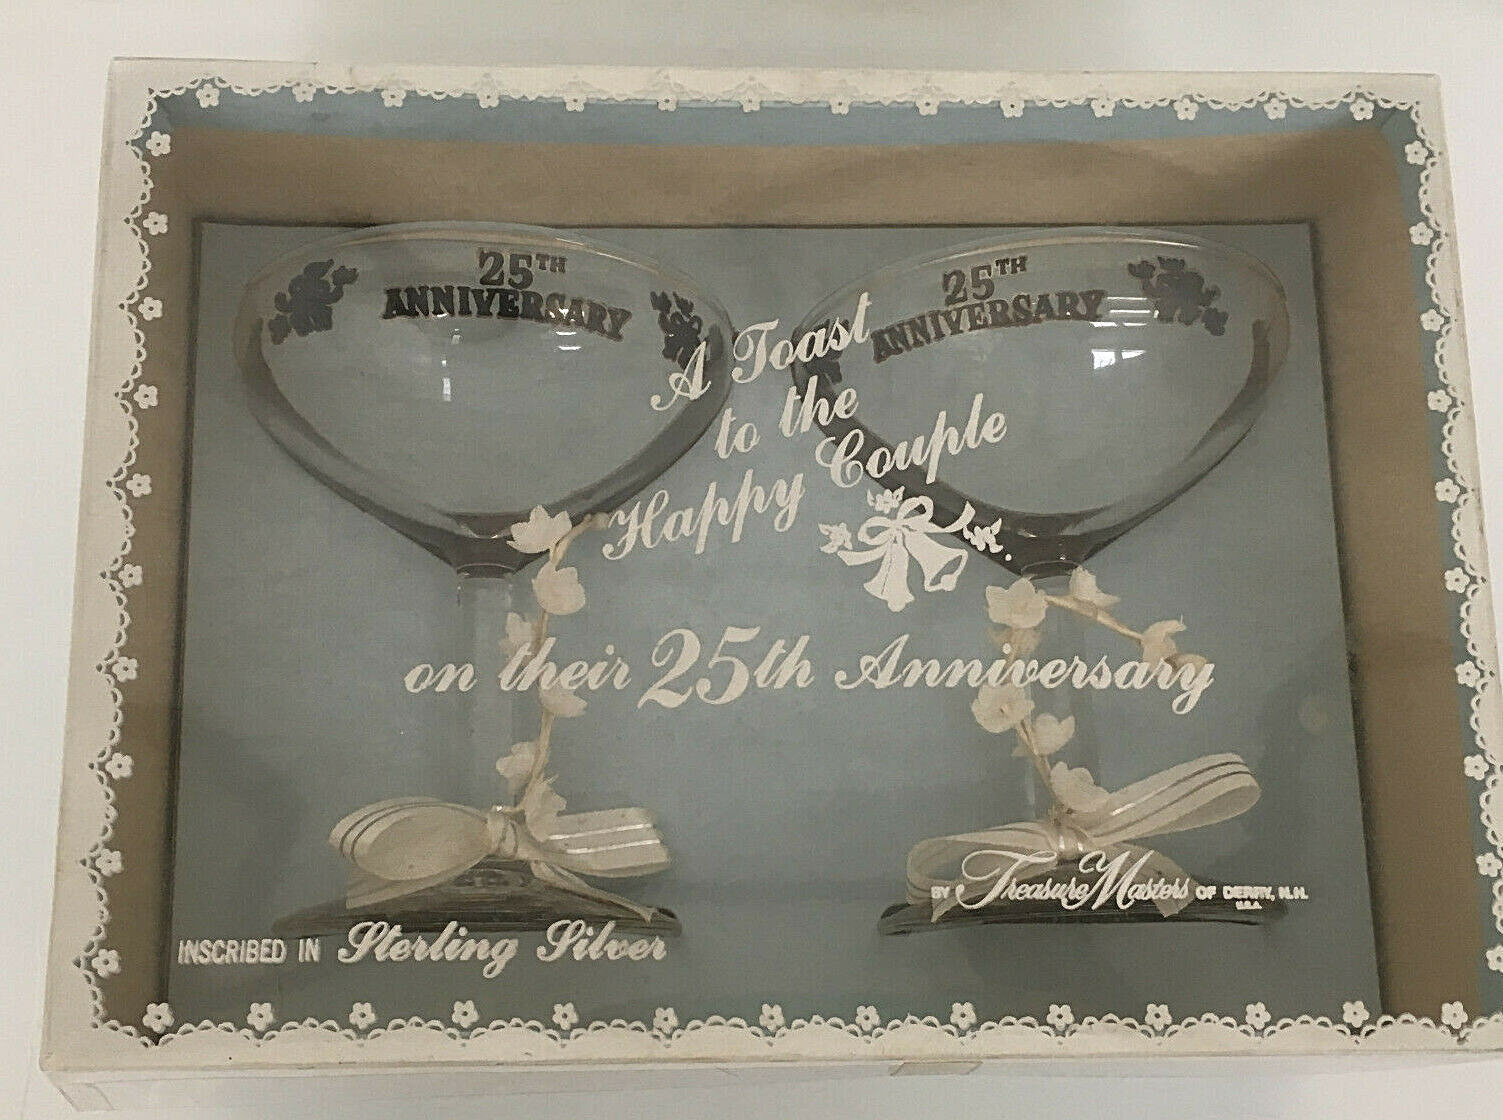 25TH
ANNIVERSARY
25TH
ANNIVERSARY
A Toast
to the
Happy Couple
on their 25th Anniversary
BY Treasure Masters OF DERRY, N.H.
U.S.A.
INSCRIBED IN Sterling Silver